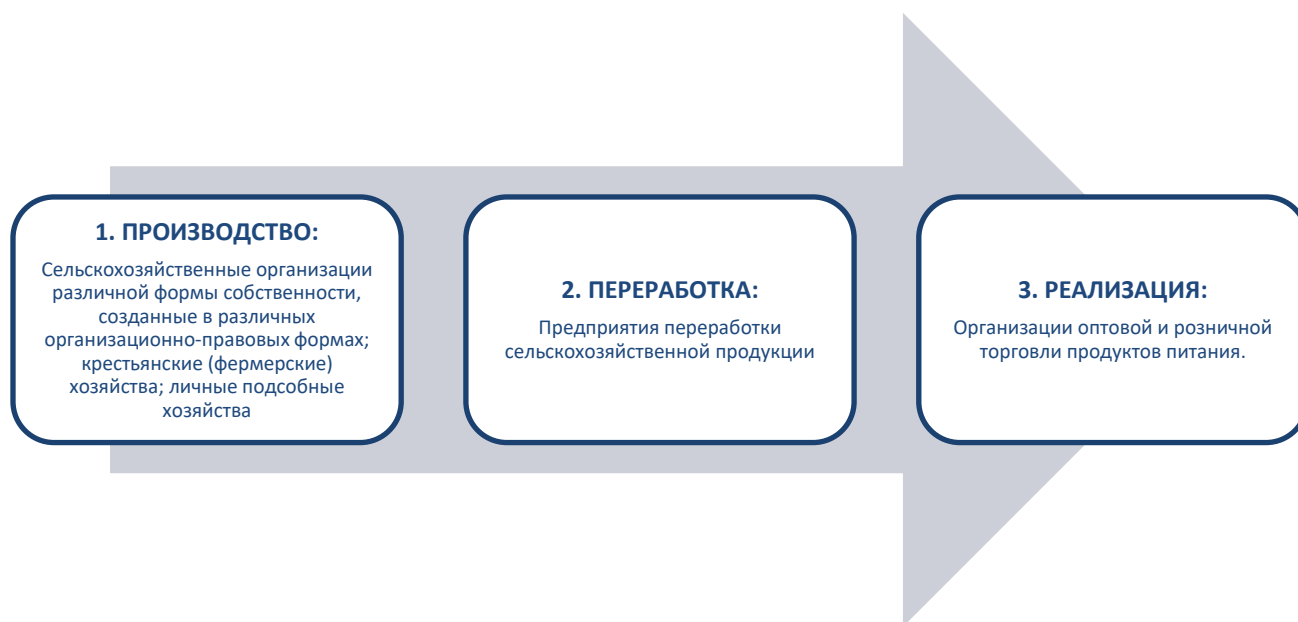 1. ПРОИЗВОДСТВО:
Сельскохозяйственные организации
различной формы собственности,
созданные в различных
организационно-правовых формах;
крестьянские (фермерские)
хозяйства; личные подсобные
хозяйства
2. ПЕРЕРАБОТКА:
Предприятия переработки
сельскохозяйственной продукции
3. РЕАЛИЗАЦИЯ:
Организации оптовой и розничной
торговли продуктов питания.